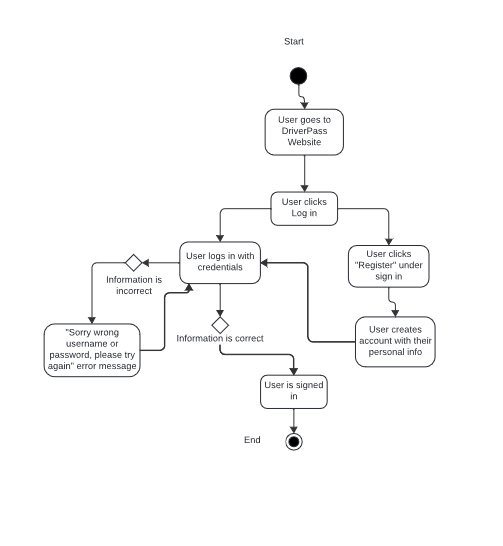 Start
User goes to
DriverPass
Website
User clicks
Log in
User logs in with
credentials
User clicks
"Register" under
sign in
Information is
incorrect
"Sorry wrong
username or
password, please try
again" error message
Information is correct
User creates
account with their
personal info
User is signed
in
End